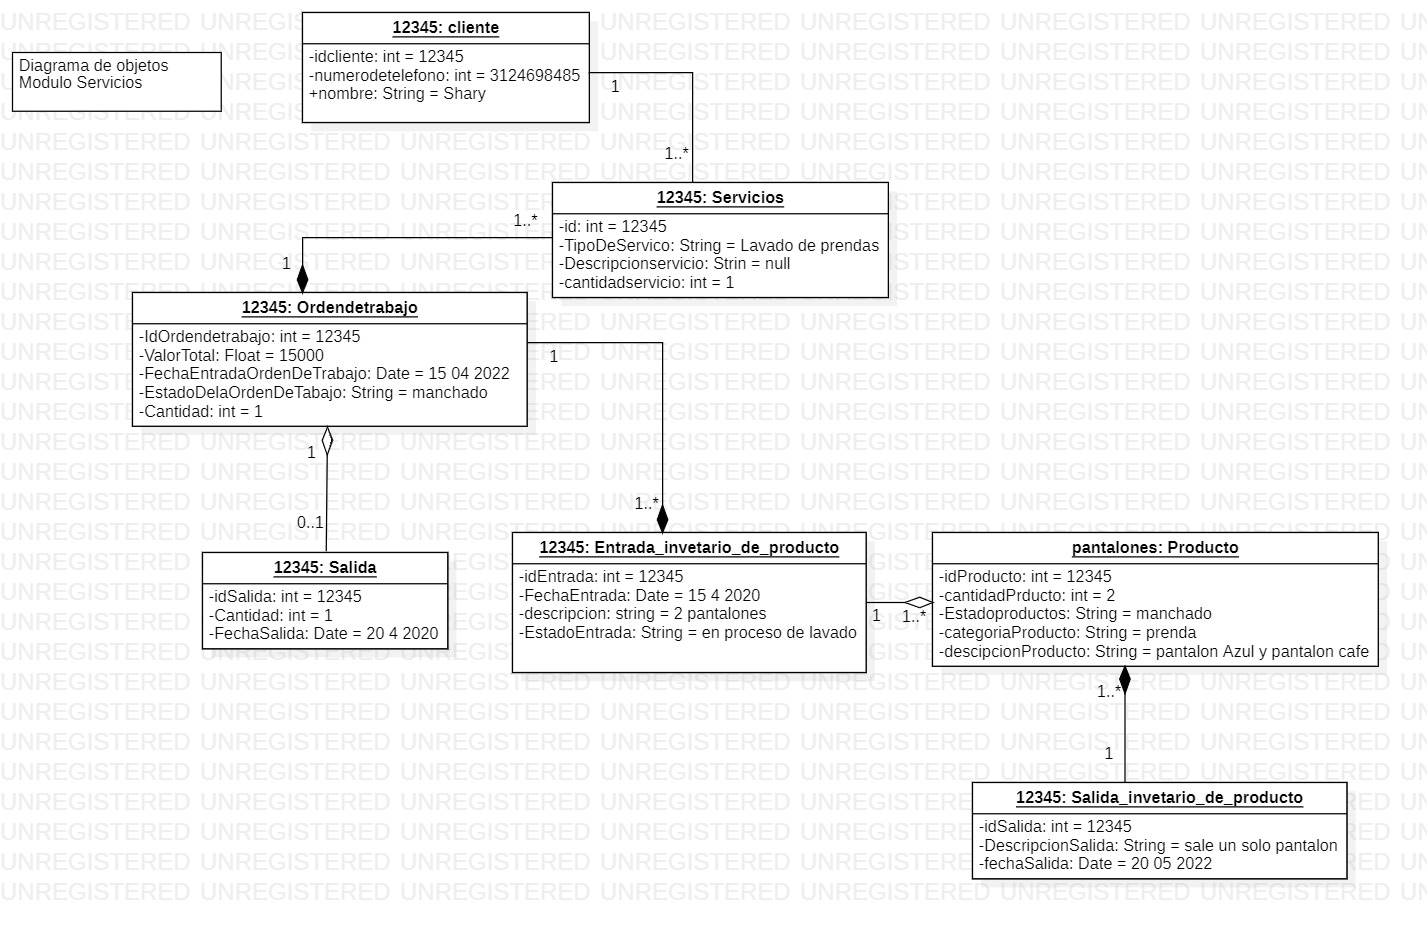 Diagrama de objetos
Modulo Servicios
12345: cliente
-idcliente: int = 12345
-numerodetelefono: int = 3124698485
+nombre: String = Shary
1
1..*
12345: Servicios
-id: int = 12345
-TipoDeServico: String = Lavado de prendas
-Descripcionservicio: Strin = null
-cantidadservicio: int = 1
1..*
1
12345: Ordendetrabajo
-IdOrdendetrabajo: int = 12345
-ValorTotal: Float = 15000
-FechaEntradaOrdenDeTrabajo: Date = 15 04 2022
-EstadoDelaOrdenDeTabajo: String = manchado
-Cantidad: int = 1
1
1
0..1
1..*
12345: Salida
-idSalida: int = 12345
-Cantidad: int = 1
-FechaSalida: Date = 20 4 2020
12345: Entrada_invetario_de_producto
-idEntrada: int = 12345
-FechaEntrada: Date = 15 4 2020
-descripcion: string = 2 pantalones
-EstadoEntrada: String = en proceso de lavado
1
1..*
pantalones: Producto
-idProducto: int = 12345
-cantidadPrducto: int = 2
-Estadoproductos: String = manchado
-categoriaProducto: String = prenda
-descipcionProducto: String = pantalon Azul y pantalon cafe
1..*
1
12345: Salida_invetario_de_producto
-idSalida: int = 12345
-DescripcionSalida: String = sale un solo pantalon
-fechaSalida: Date = 20 05 2022
UNREGISTERED